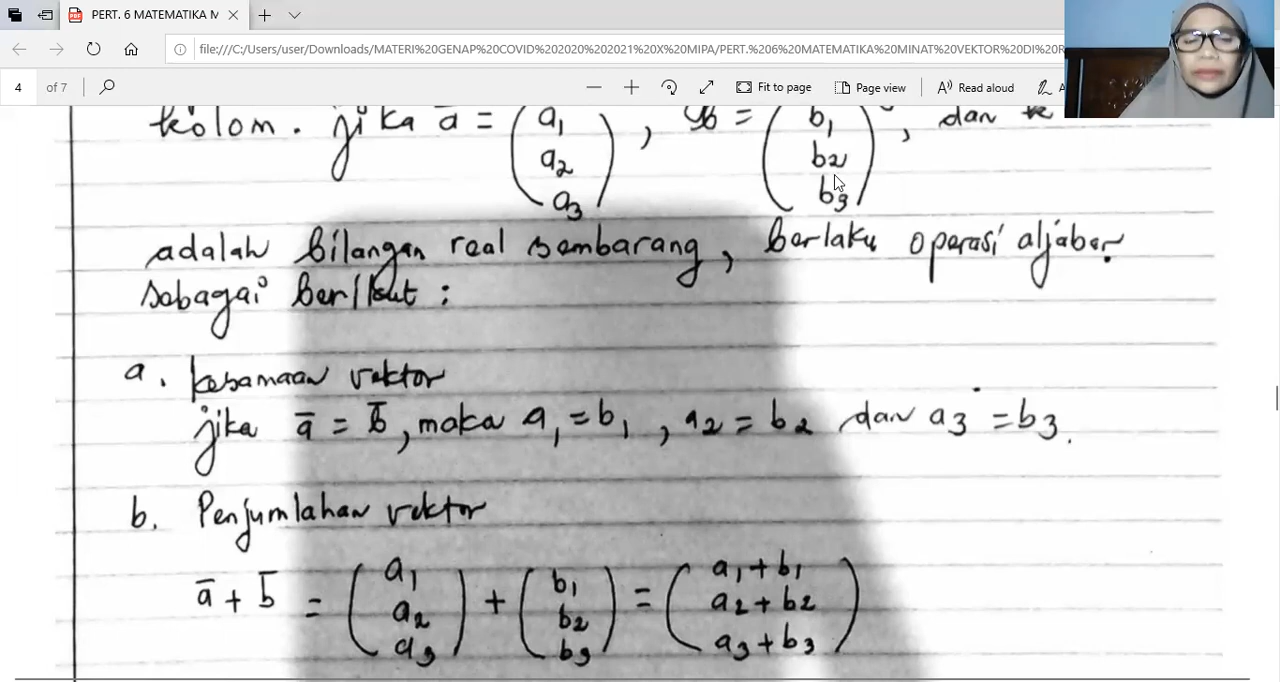 PERT. 6 MATEMATIKA M
file:///C:/Users/user/Downloads/MATERI%20GENAP%20COVID%202020%202021%20X%20MIPA/PERT.%206%20MATEMATIKA%20MINAT%20VEKTOR%20DI%20R
4 of 7 Fit to page Page view Read aloud
kolom. jika a̅ = (a₁ a₂ a₃), = (b₁ b₂ b₃), dan k
adalah bilangan real sembarang, berlaku operasi aljabar
sebagai berikut :
a. kesamaan vektor
jika a̅ = b̅, maka a₁ = b₁, a₂ = b₂ dan a₃ = b₃.
b. Penjumlahan vektor
a̅ + b̅ = (a₁ a₂ a₃) + (b₁ b₂ b₃) = (a₁+b₁ a₂+b₂ a₃+b₃)